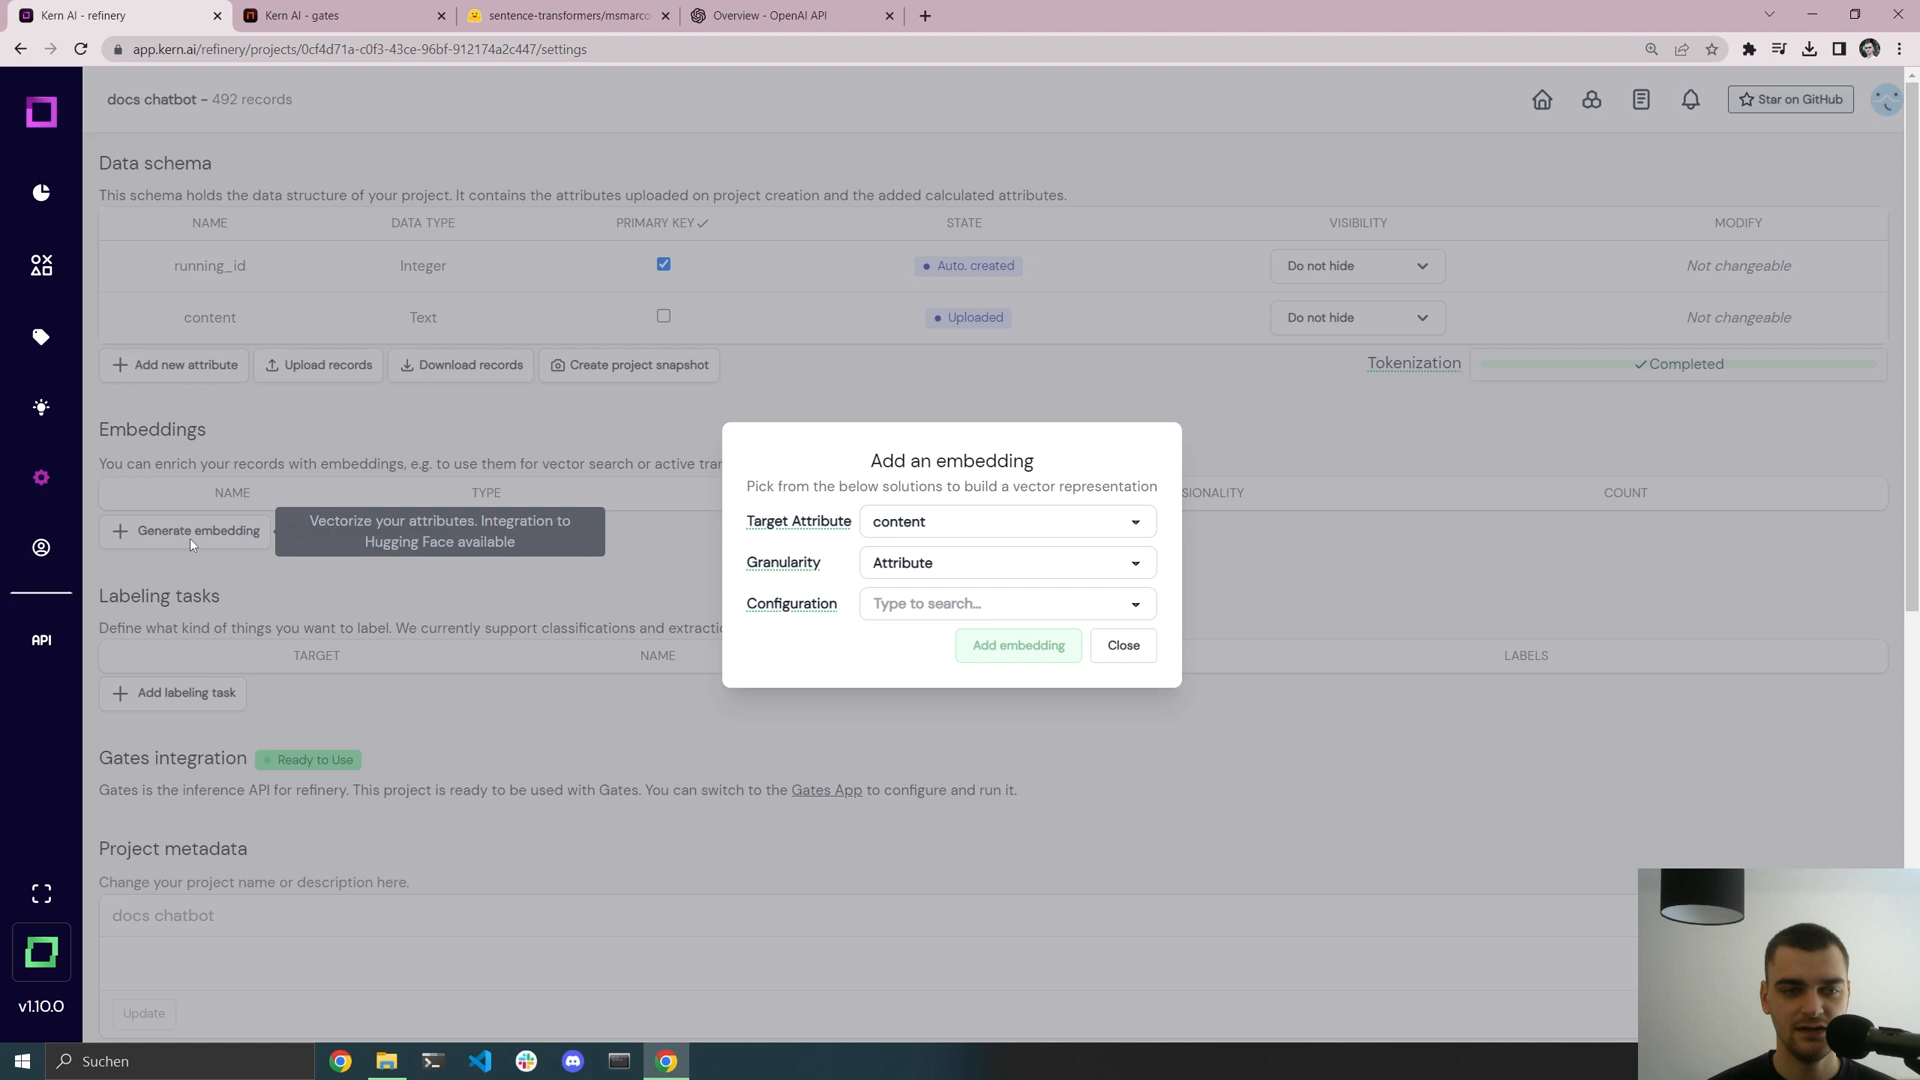 Kern AI - refinery
Kern AI - gates
sentence-transformers/msmarco
Overview - OpenAI API
app.kern.ai/refinery/projects/0cf4d71a-c0f3-43ce-96bf-912174a2c447/settings
docs chatbot - 492 records
Star on GitHub
Data schema
This schema holds the data structure of your project. It contains the attributes uploaded on project creation and the added calculated attributes.
NAME DATA TYPE PRIMARY KEY STATE VISIBILITY MODIFY
running_id Integer Auto. created Do not hide Not changeable
content Text Uploaded Do not hide Not changeable
Add new attribute Upload records Download records Create project snapshot Tokenization Completed
Embeddings
You can enrich your records with embeddings, e.g. to use them for vector search or active tra
NAME TYPE SIONALITY COUNT
Generate embedding
Vectorize your attributes. Integration to
Hugging Face available
Add an embedding
Pick from the below solutions to build a vector representation
Target Attribute content
Granularity Attribute
Configuration Type to search...
Add embedding Close
Labeling tasks
Define what kind of things you want to label. We currently support classifications and extractio
TARGET NAME LABELS
Add labeling task
Gates integration Ready to Use
Gates is the inference API for refinery. This project is ready to be used with Gates. You can switch to the Gates App to configure and run it.
Project metadata
Change your project name or description here.
docs chatbot
Update
API
v1.10.0
Suchen